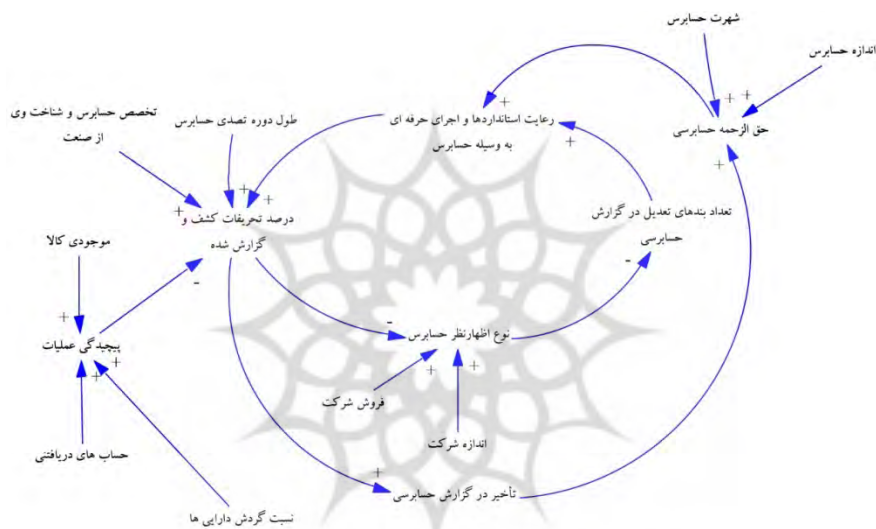 شهرت حسابرس
اندازه حسابرس
حق الزحمه حسابرسی
رعایت استانداردها و اجرای حرفه ای
به وسیله حسابرس
طول دوره تصدی حسابرس
تخصص حسابرس و شناخت وی
از صنعت
درصد تحریفات کشف و
گزارش شده
تعداد بندهای تعدیل در گزارش
حسابرسی
موجودی کالا
پیچیدگی عملیات
نوع اظهارنظر حسابرس
فروش شرکت
اندازه شرکت
حساب های دریافتنی
تأخیر در گزارش حسابرسی
نسبت گردش دارایی ها